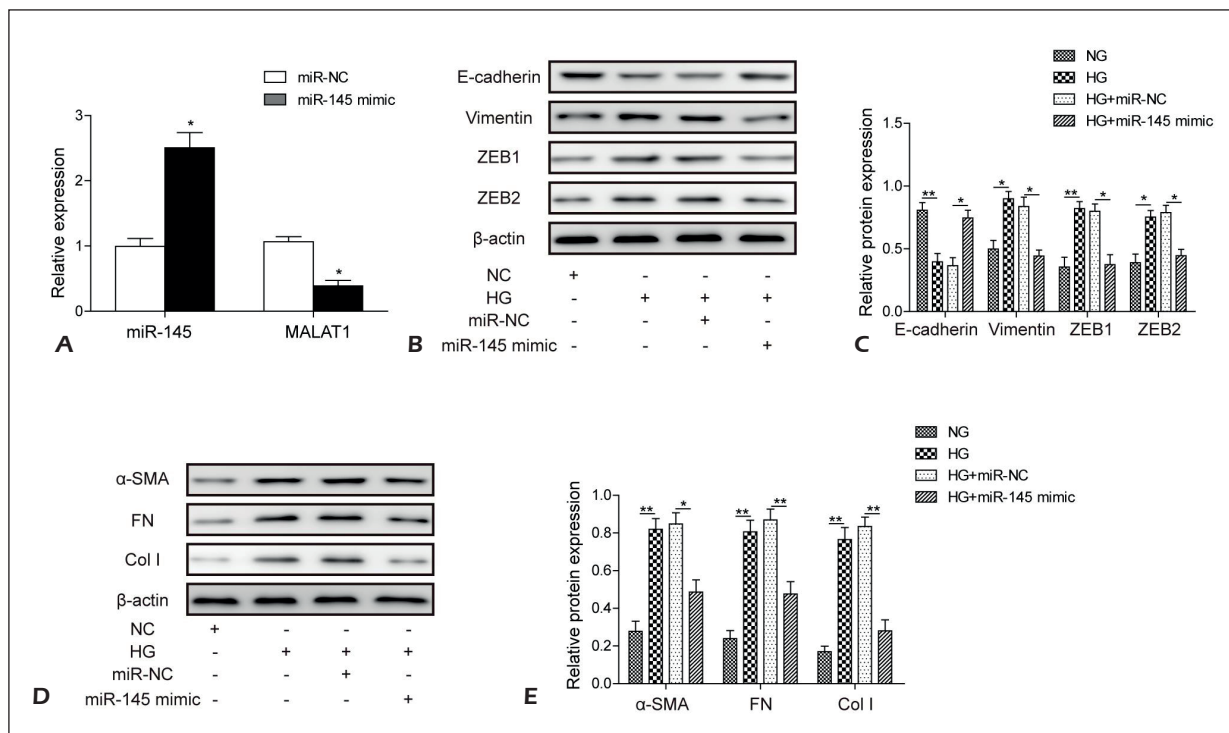 miR-NC
miR-145 mimic
Relative expression
3
2
1
0
*
*
miR-145
MALAT1
A
E-cadherin
Vimentin
ZEB1
ZEB2
β-actin
NC + - - -
HG - + + +
miR-NC - - + -
miR-145 mimic - - - +
B
NG
HG
HG+miR-NC
HG+miR-145 mimic
Relative protein expression
1.5
1.0
0.5
0.0
** * * * ** * * *
E-cadherin Vimentin ZEB1 ZEB2
C
α-SMA
FN
Col I
β-actin
NC + - - -
HG - + + +
miR-NC - - + -
miR-145 mimic - - - +
D
NG
HG
HG+miR-NC
HG+miR-145 mimic
Relative protein expression
1.0
0.8
0.6
0.4
0.2
0.0
** * ** ** ** **
α-SMA FN Col I
E